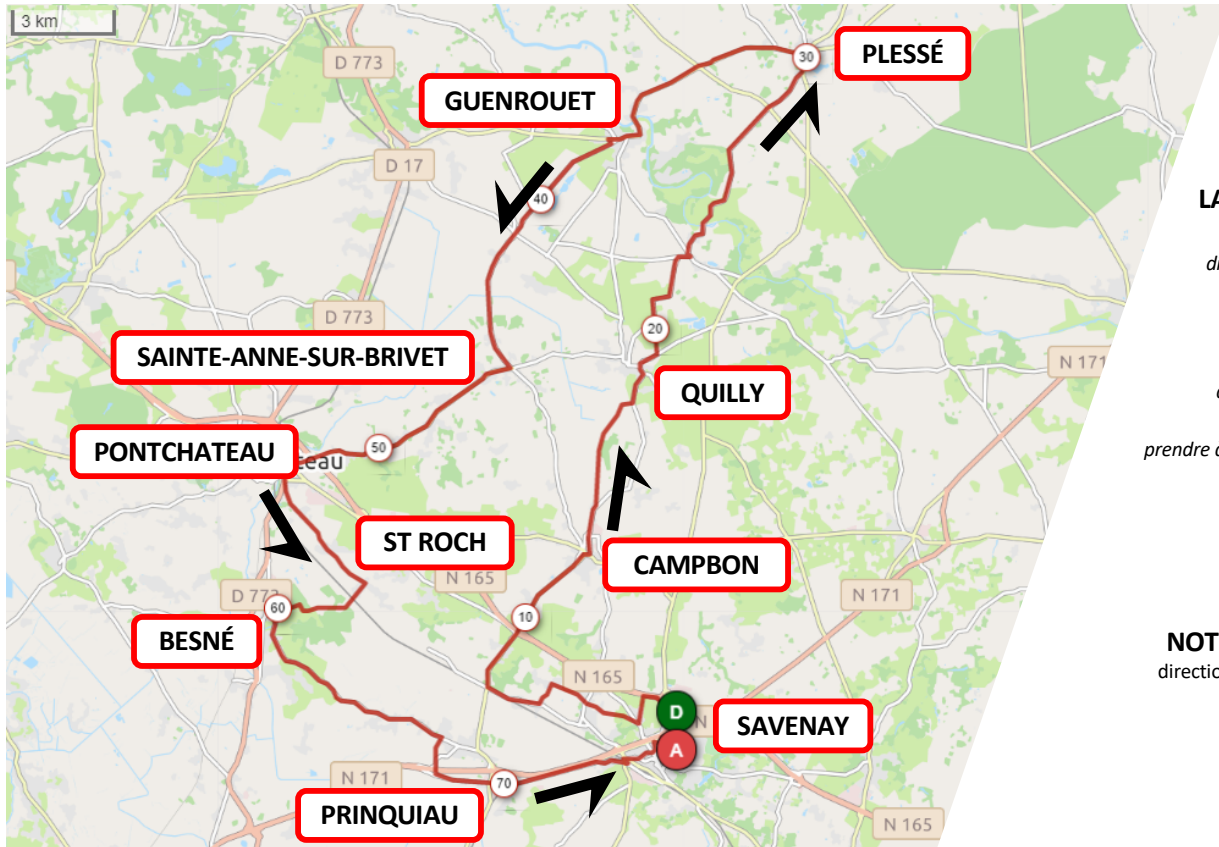 3 km
D 773
PLESSÉ
30
GUENROUET
D 17
40
LA
D 773
20
SAINTE-ANNE-SUR-BRIVET
N 171
QUILLY
PONTCHATEAU
50
eau
prendre
ST ROCH
CAMPBON
N 165
N 171
D 773
60
10
BESNÉ
NOT
directio
N 165
D
N
SAVENAY
A
N 171
70
PRINQUIAU
N 165